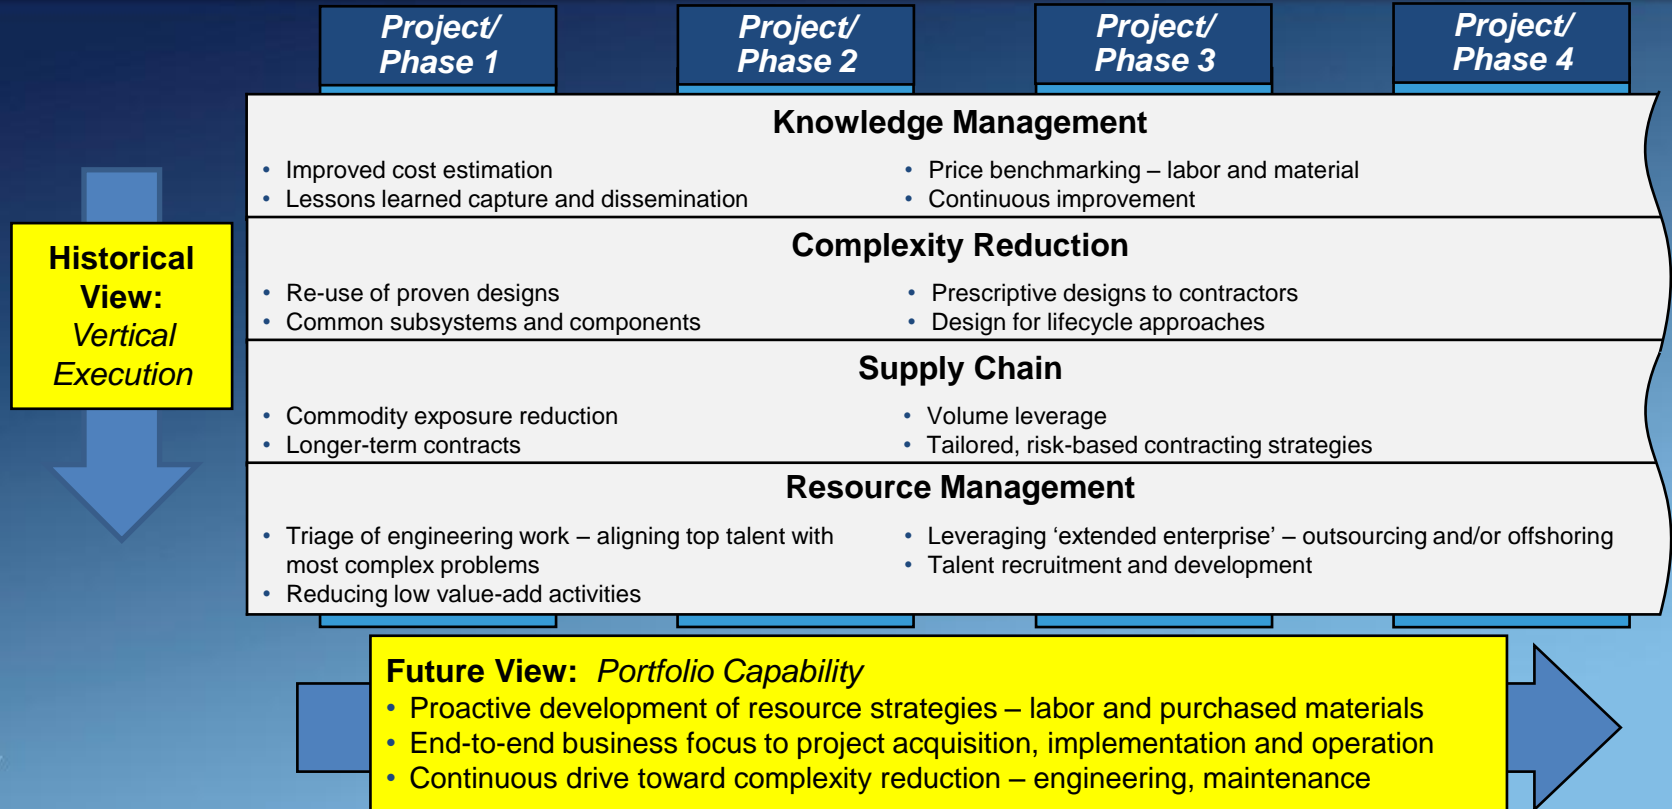 Project/
Phase 1
Project/
Phase 2
Project/
Phase 3
Project/
Phase 4
Historical
View:
Vertical
Execution
Knowledge Management
• Improved cost estimation
• Lessons learned capture and dissemination
• Price benchmarking – labor and material
• Continuous improvement
Complexity Reduction
• Re-use of proven designs
• Common subsystems and components
• Prescriptive designs to contractors
• Design for lifecycle approaches
Supply Chain
• Commodity exposure reduction
• Longer-term contracts
• Volume leverage
• Tailored, risk-based contracting strategies
Resource Management
• Triage of engineering work – aligning top talent with
most complex problems
• Reducing low value-add activities
• Leveraging ‘extended enterprise’ – outsourcing and/or offshoring
• Talent recruitment and development
Future View: Portfolio Capability
• Proactive development of resource strategies – labor and purchased materials
• End-to-end business focus to project acquisition, implementation and operation
• Continuous drive toward complexity reduction – engineering, maintenance